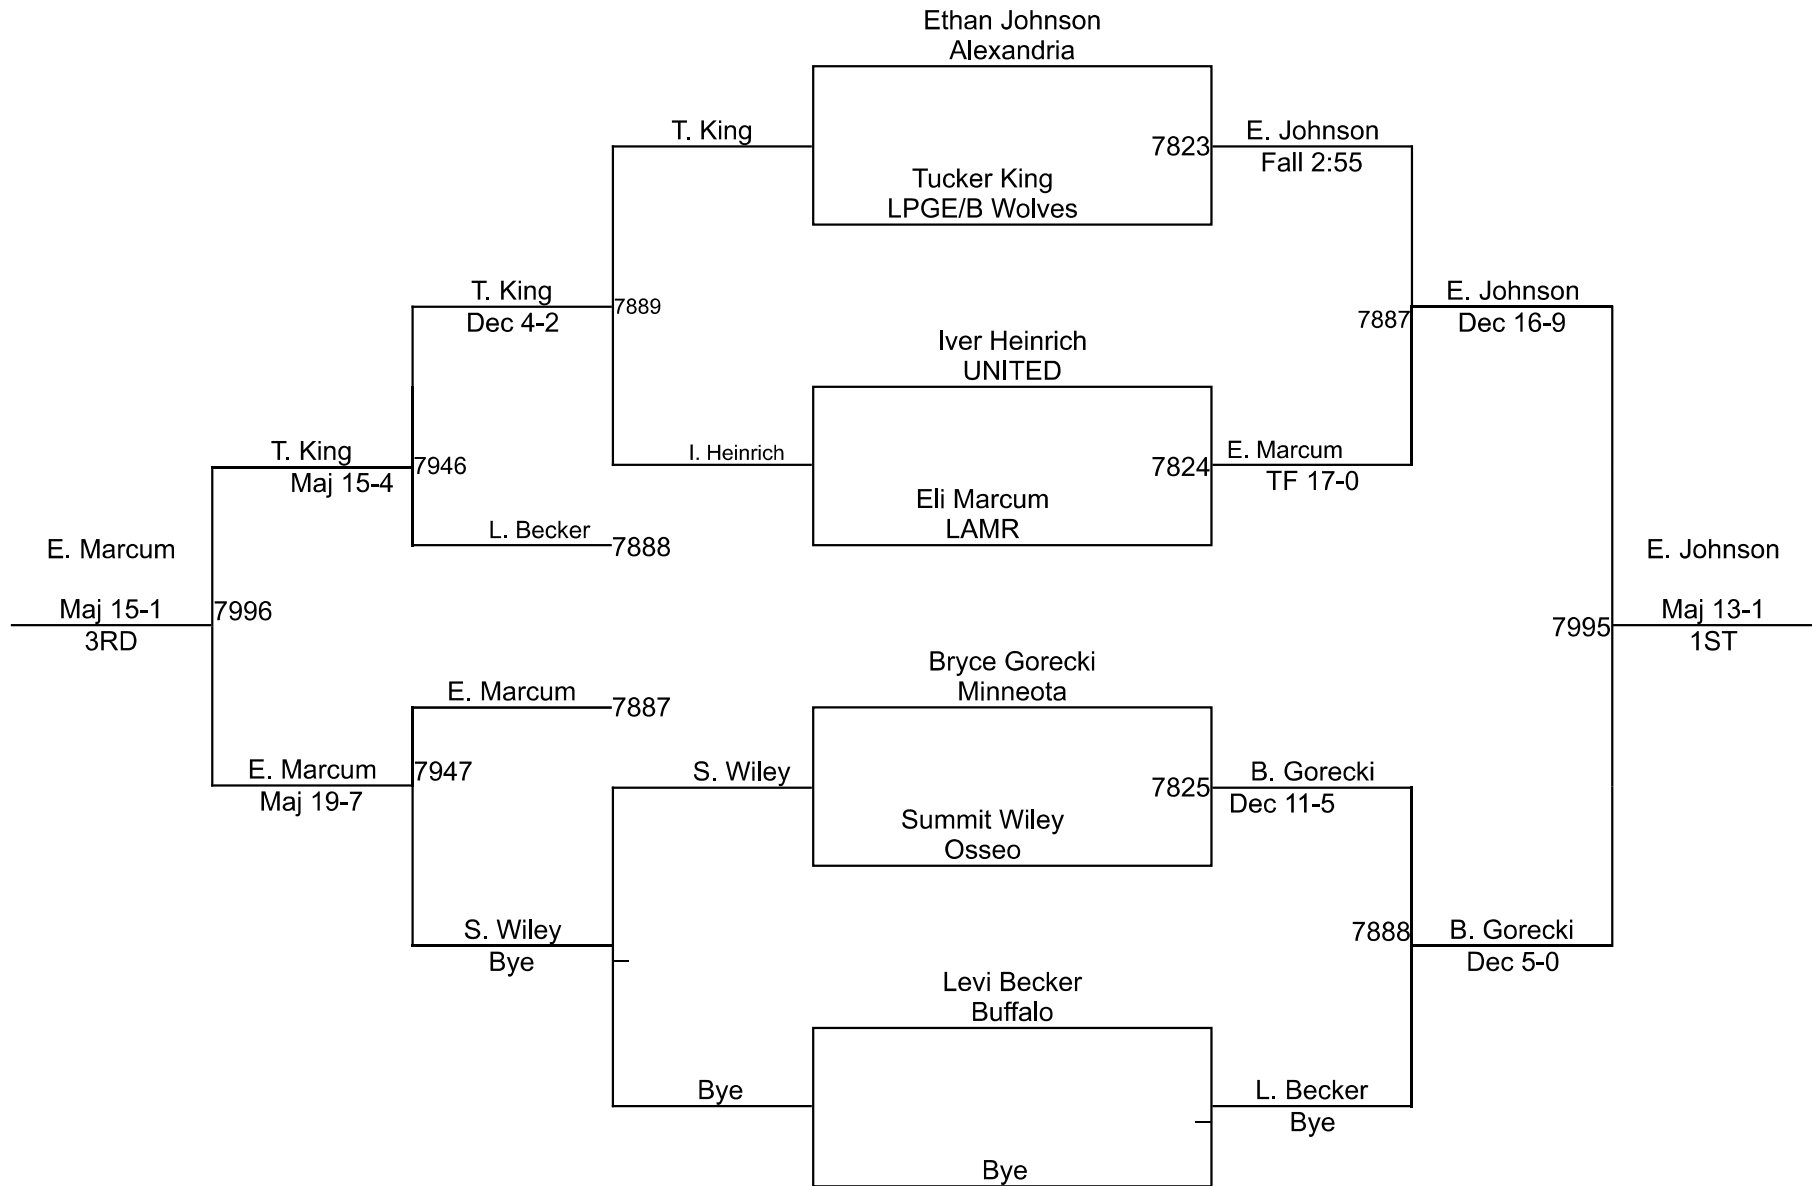 Ethan Johnson
Alexandria
T. King
7823
E. Johnson
Fall 2:55
Tucker King
LPGE/B Wolves
T. King
Dec 4-2
7889
7887
E. Johnson
Dec 16-9
Iver Heinrich
UNITED
T. King
Maj 15-4
7946
I. Heinrich
7824
E. Marcum
TF 17-0
Eli Marcum
LAMR
L. Becker
7888
E. Marcum
Maj 15-1
3RD
7996
7995
E. Johnson
Maj 13-1
1ST
Bryce Gorecki
Minneota
E. Marcum
7887
E. Marcum
Maj 19-7
7947
S. Wiley
7825
B. Gorecki
Dec 11-5
Summit Wiley
Osseo
S. Wiley
Bye
7888
B. Gorecki
Dec 5-0
Levi Becker
Buffalo
Bye
L. Becker
Bye
Bye